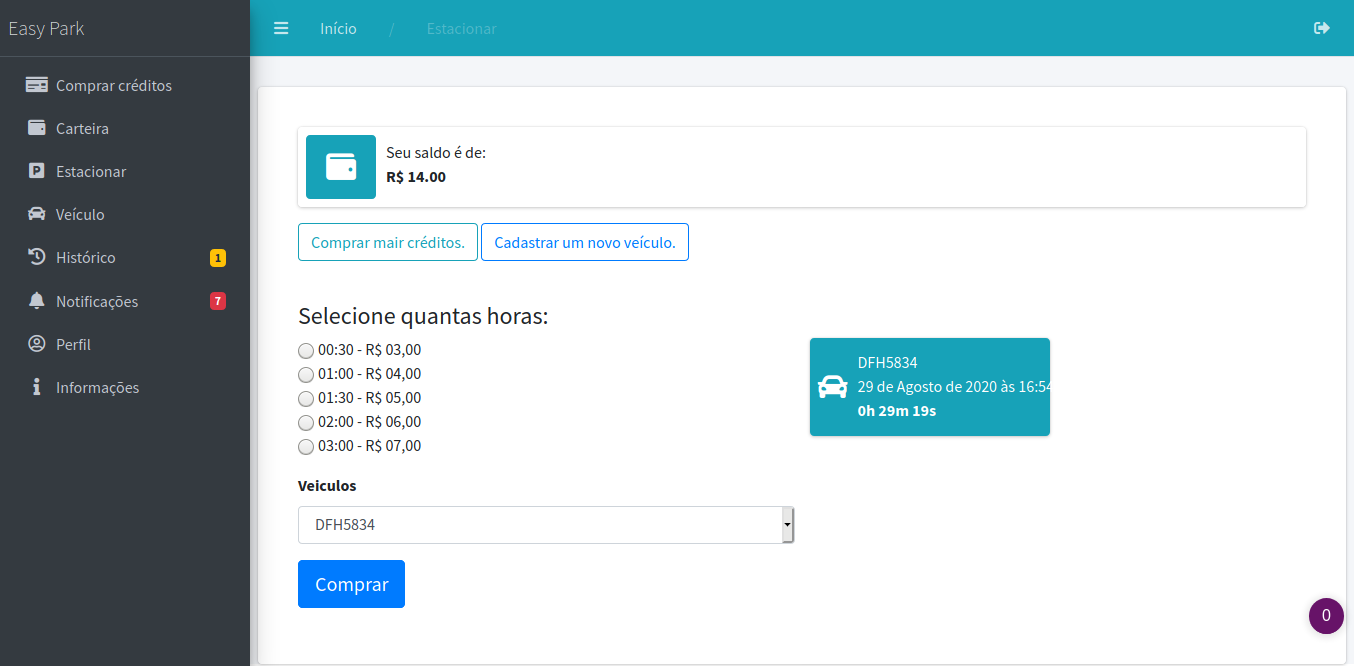 Easy Park
Início / Estacionar
Comprar créditos
Carteira
Estacionar
Veículo
Histórico 1
Notificações 7
Perfil
Informações
Seu saldo é de:
R$ 14.00
Comprar mair créditos. Cadastrar um novo veículo.
Selecione quantas horas:
00:30 - R$ 03,00
01:00 - R$ 04,00
01:30 - R$ 05,00
02:00 - R$ 06,00
03:00 - R$ 07,00
Veiculos
DFH5834
Comprar
DFH5834
29 de Agosto de 2020 às 16:54
0h 29m 19s
0